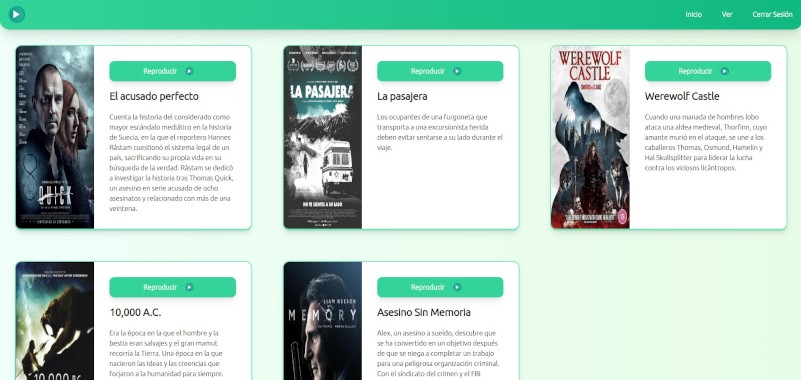 Inicio Ver Cerrar Sesión
QUICK
Reproducir
El acusado perfecto
Cuenta la historia del considerado como
mayor escándalo mediático en la historia
de Suecia, en la que el reportero Hannes
Råstam cuestionó el sistema legal de un
país, sacrificando su propia vida en su
búsqueda de la verdad. Råstam se dedicó
a investigar la historia tras Thomas Quick,
un asesino en serie acusado de ocho
asesinatos y relacionado con más de una
veintena.
LA PASAJERA
NO TE SIENTES A SU LADO
Reproducir
La pasajera
Los ocupantes de una furgoneta que
transporta a una excursionista herida
deben evitar sentarse a su lado durante el
viaje.
WEREWOLF
CASTLE
Reproducir
Werewolf Castle
Cuando una manada de hombres lobo
ataca una aldea medieval, Thorfinn, cuyo
amante murió en el ataque, se une a los
caballeros Thomas, Osmund, Hamelin y
Hal Skullsplitter para liderar la lucha
contra los viciosos licántropos.
10,000 BC
Reproducir
10,000 A.C.
Era la época en la que el hombre y la
bestia eran salvajes y el gran mamut
recorría la Tierra. Una época en la que
nacieron las ideas y las creencias que
forjaron a la humanidad para siempre.
LIAM NEESON
MEMORY
Reproducir
Asesino Sin Memoria
Alex, un asesino a sueldo, descubre que
se ha convertido en un objetivo después
de que se niega a completar un trabajo
para una peligrosa organización criminal.
Con el sindicato del crimen y el FBI